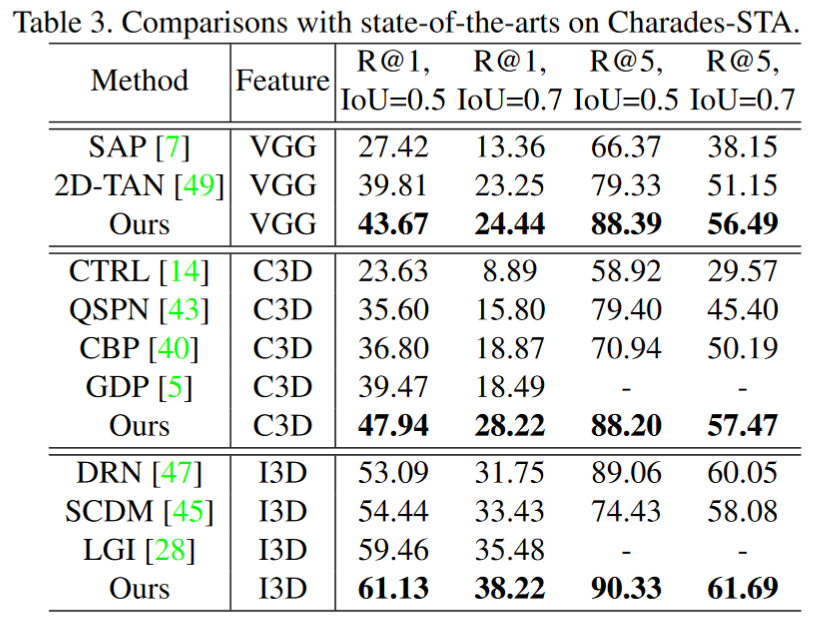 Table 3. Comparisons with state-of-the-arts on Charades-STA.
Method Feature R@1, IoU=0.5 R@1, IoU=0.7 R@5, IoU=0.5 R@5, IoU=0.7
SAP [7] VGG 27.42 13.36 66.37 38.15
2D-TAN [49] VGG 39.81 23.25 79.33 51.15
Ours VGG 43.67 24.44 88.39 56.49
CTRL [14] C3D 23.63 8.89 58.92 29.57
QSPN [43] C3D 35.60 15.80 79.40 45.40
CBP [40] C3D 36.80 18.87 70.94 50.19
GDP [5] C3D 39.47 18.49 - -
Ours C3D 47.94 28.22 88.20 57.47
DRN [47] I3D 53.09 31.75 89.06 60.05
SCDM [45] I3D 54.44 33.43 74.43 58.08
LGI [28] I3D 59.46 35.48 - -
Ours I3D 61.13 38.22 90.33 61.69